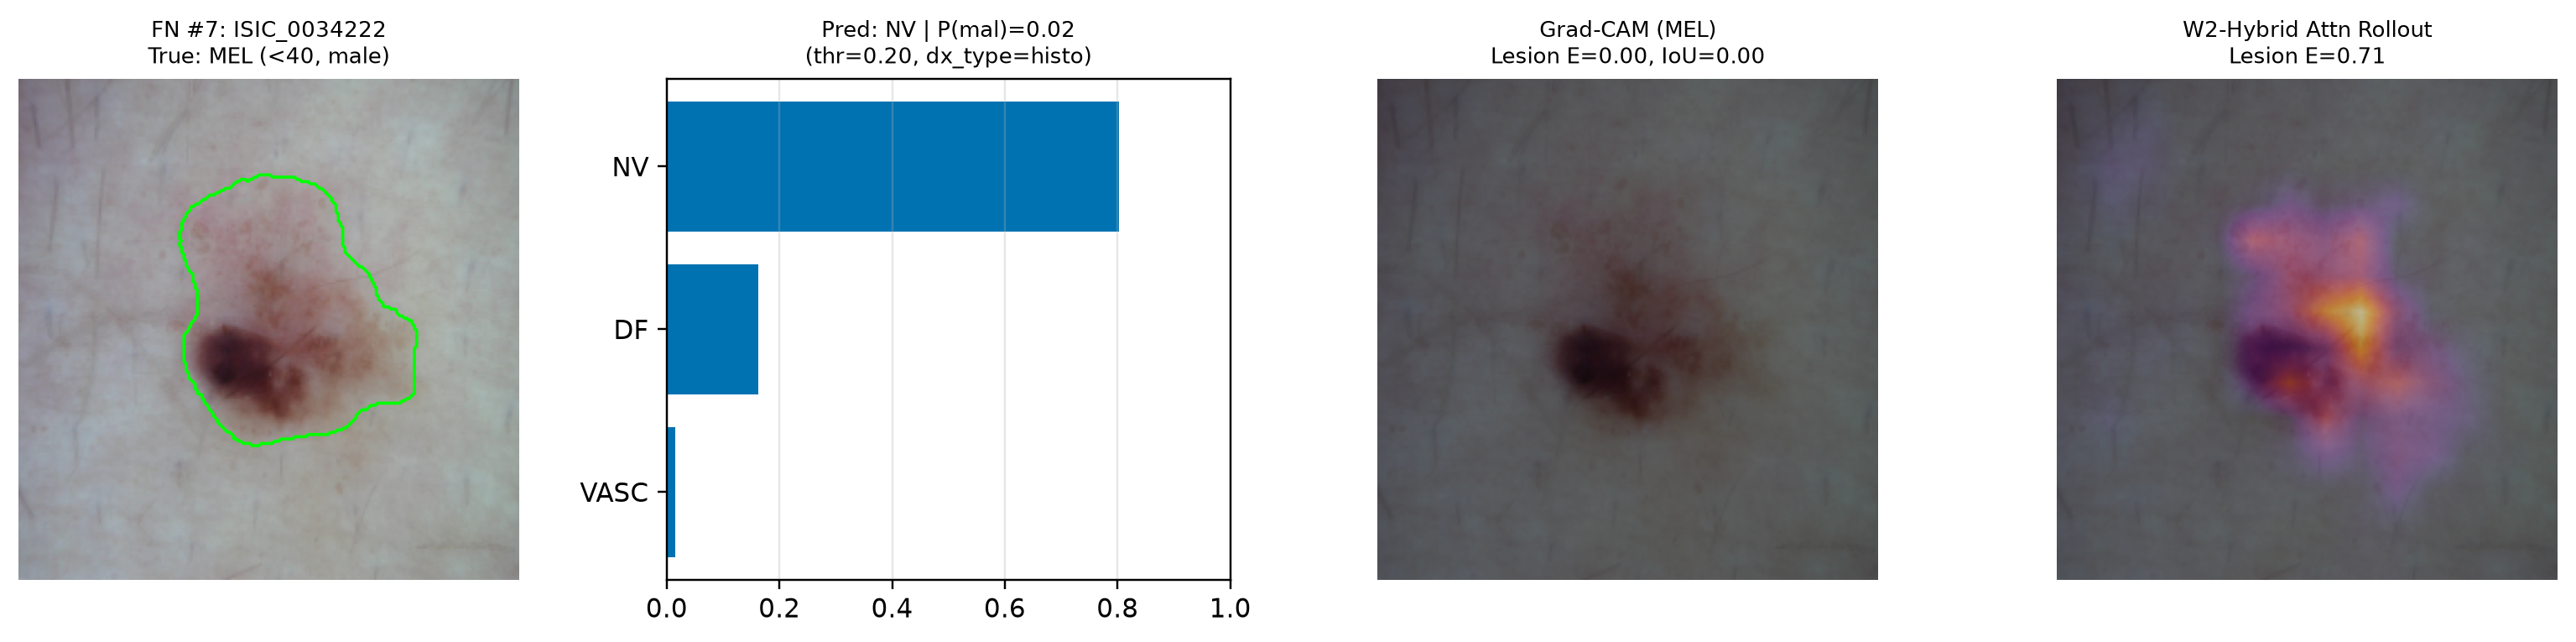 FN #7: ISIC_0034222
True: MEL (<40, male)
Pred: NV | P(mal)=0.02
(thr=0.20, dx_type=histo)
NV
DF
VASC
0.0 0.2 0.4 0.6 0.8 1.0
Grad-CAM (MEL)
Lesion E=0.00, IoU=0.00
W2-Hybrid Attn Rollout
Lesion E=0.71